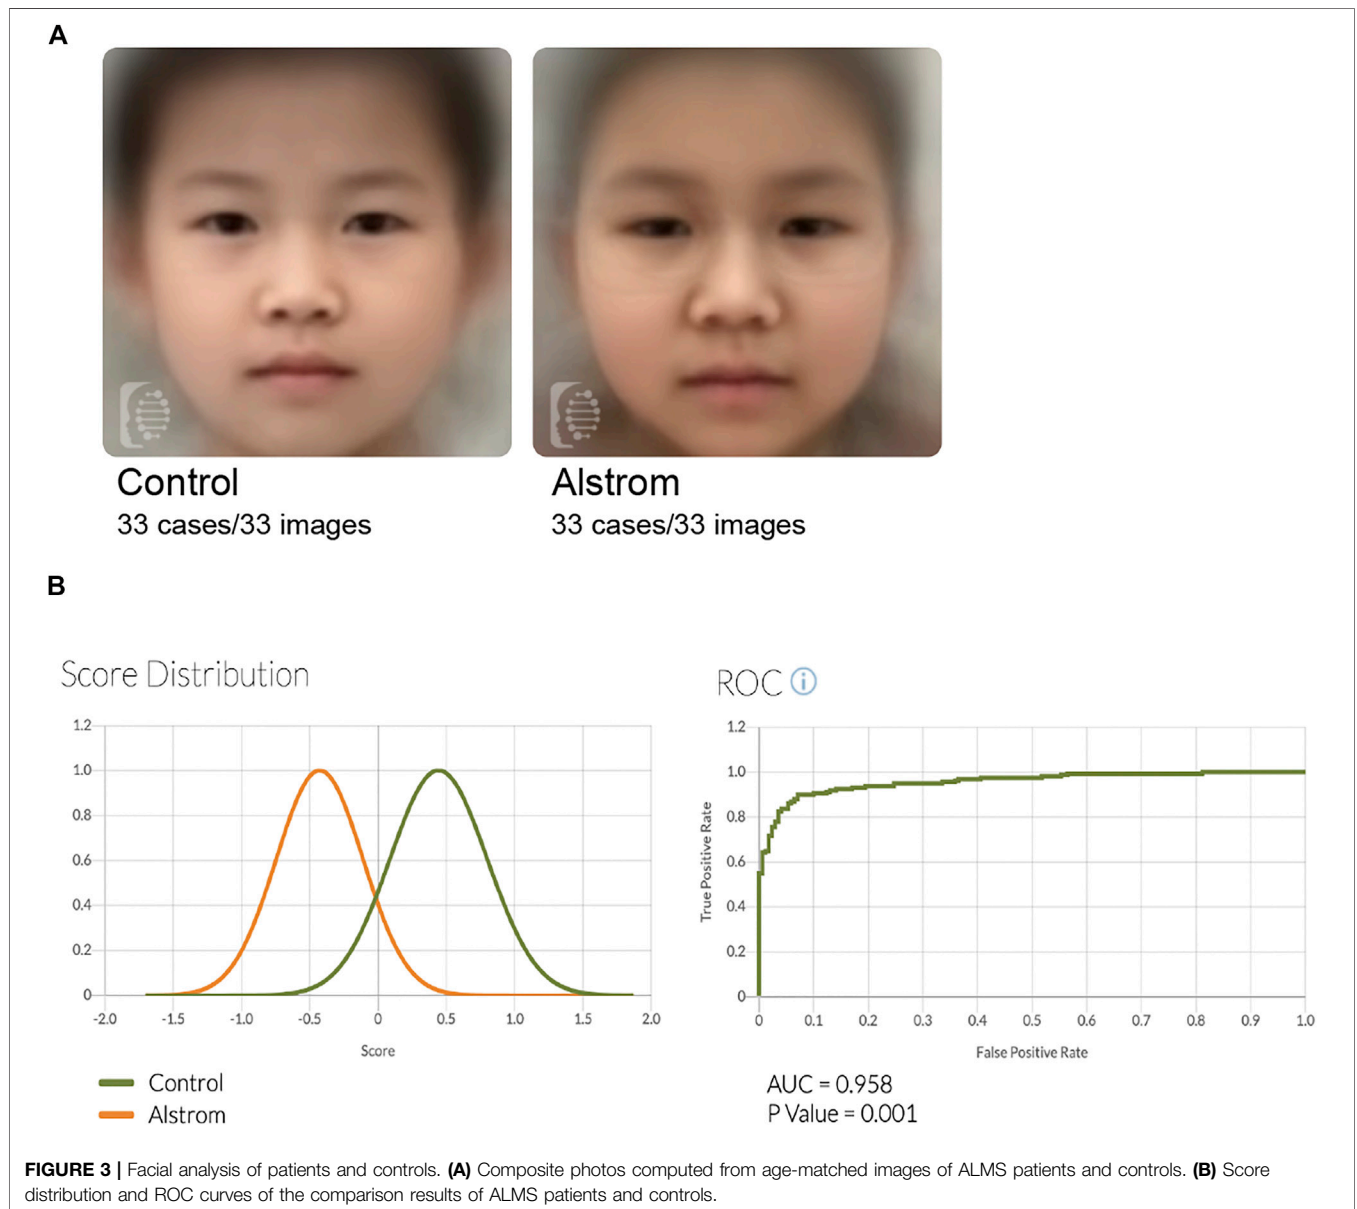 A
Control
33 cases/33 images
Alstrom
33 cases/33 images
B
Score Distribution
1.2
1.0
0.8
0.6
0.4
0.2
0
-2.0 -1.5 -1.0 -0.5 0 0.5 1.0 1.5 2.0
Score
Control
Alstrom
ROC i
True Positive Rate
1.2
1.0
0.8
0.6
0.4
0.2
0
0 0.1 0.2 0.3 0.4 0.5 0.6 0.7 0.8 0.9 1.0
False Positive Rate
AUC = 0.958
P Value = 0.001
FIGURE 3 | Facial analysis of patients and controls. (A) Composite photos computed from age-matched images of ALMS patients and controls. (B) Score
distribution and ROC curves of the comparison results of ALMS patients and controls.